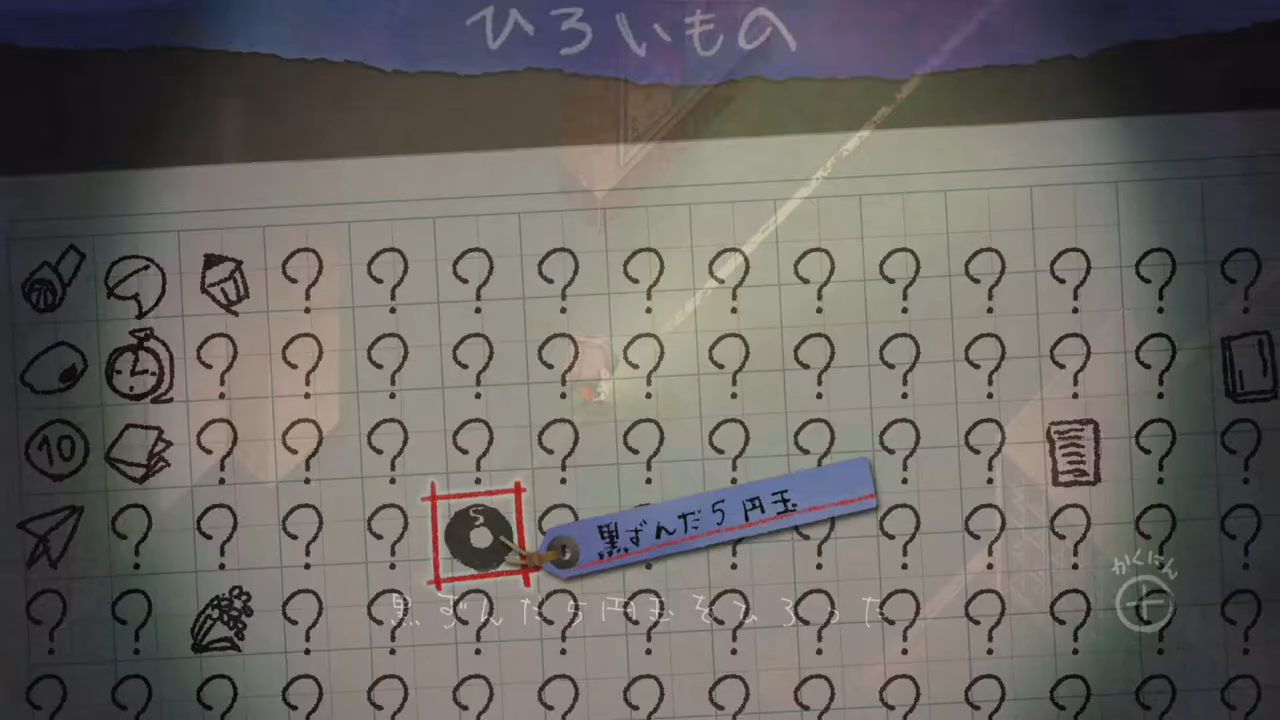 ひろいもの
? ? ? ? ? ? ? ? ? ? ? ?
? ? ? ? ? ? ? ? ? ? ? ?
10 ? ? ? ? ? ? ? ? ? ? ? ? ?
? ? ? ? 5 ? ? ? ? ? ? ? ? ?
黒ずんだ5円玉
かくにん
黒ずんだ5円玉をひろった
? ? ? ? ? ? ? ? ? ? ? ? ? ?
? ? ? ? ? ? ? ? ? ? ? ? ? ? ?